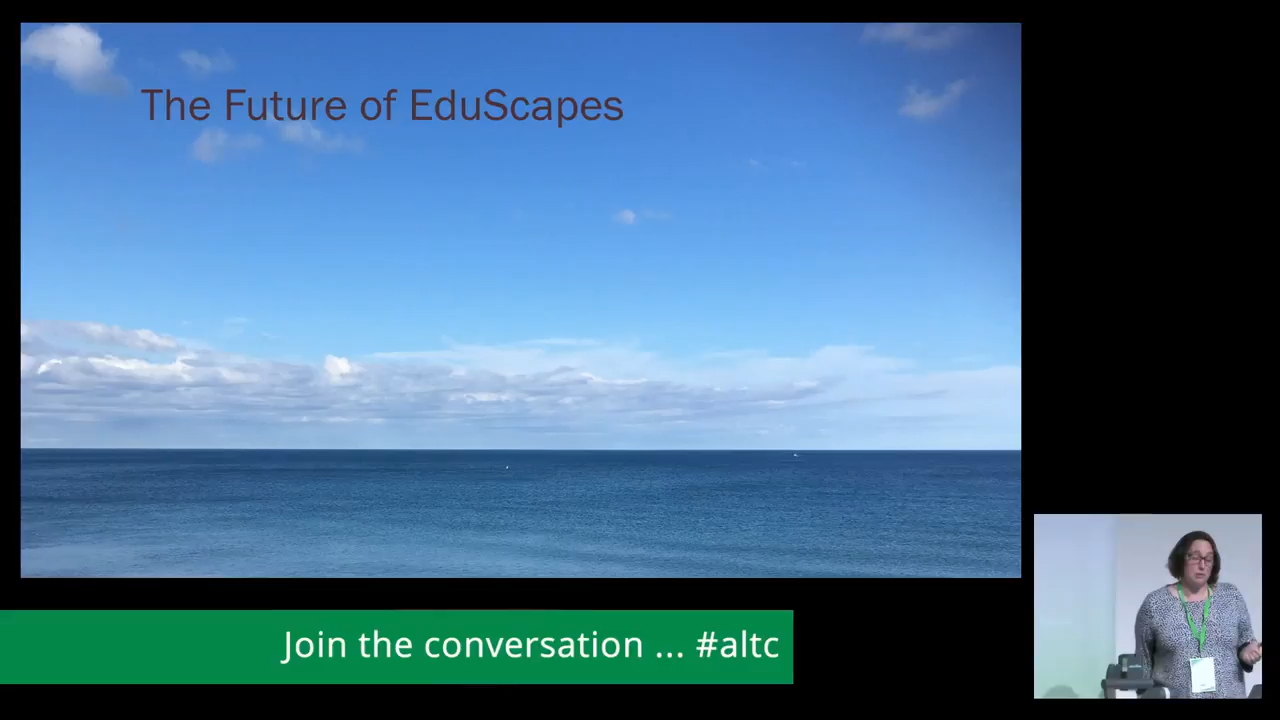 The Future of EduScapes
Join the conversation ... #altc